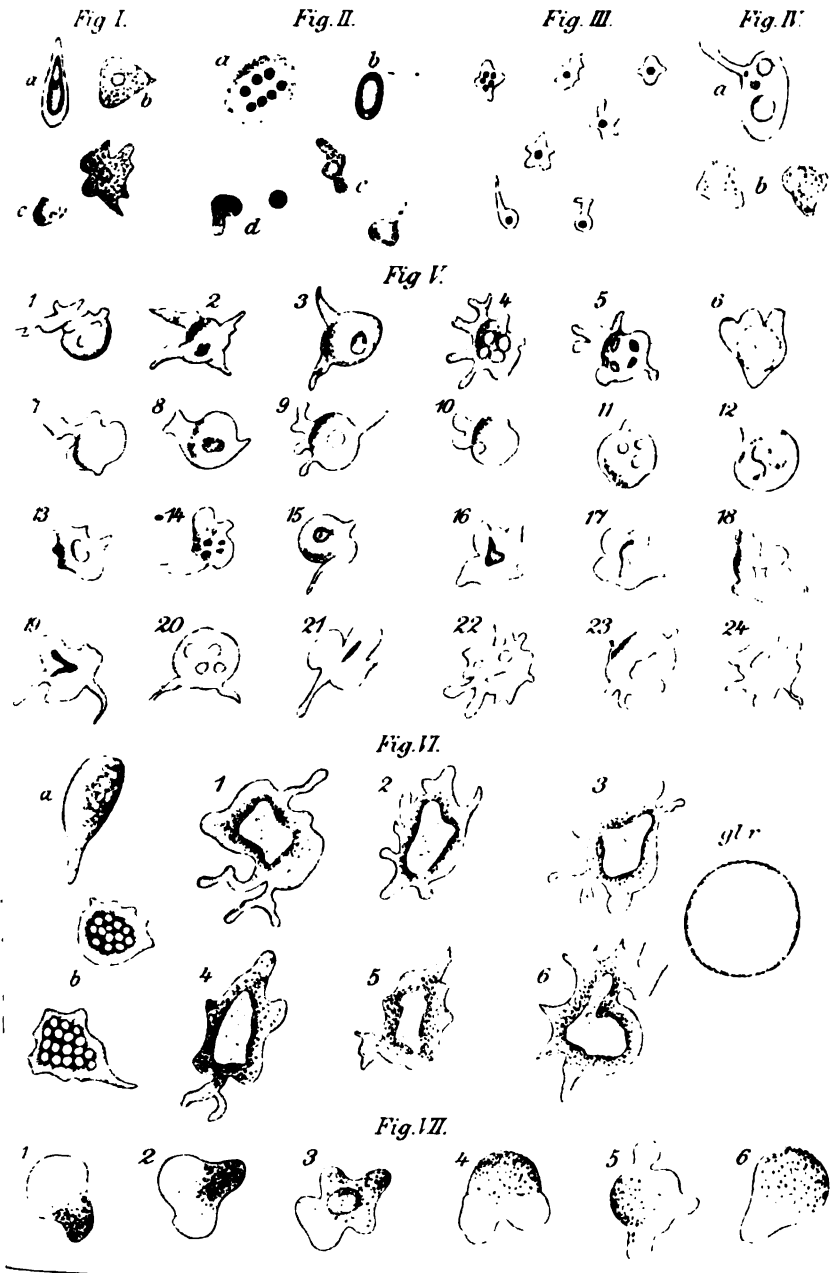 Fig I. Fig. II. Fig. III. Fig. IV.
a b a b a
c c b
d
Fig V.
1 2 3 4 5 6
7 8 9 10 11 12
13 14 15 16 17 18
19 20 21 22 23 24
Fig. VI.
a 1 2 3
gl r
b 4 5 6
Fig. VII.
1 2 3 4 5 6